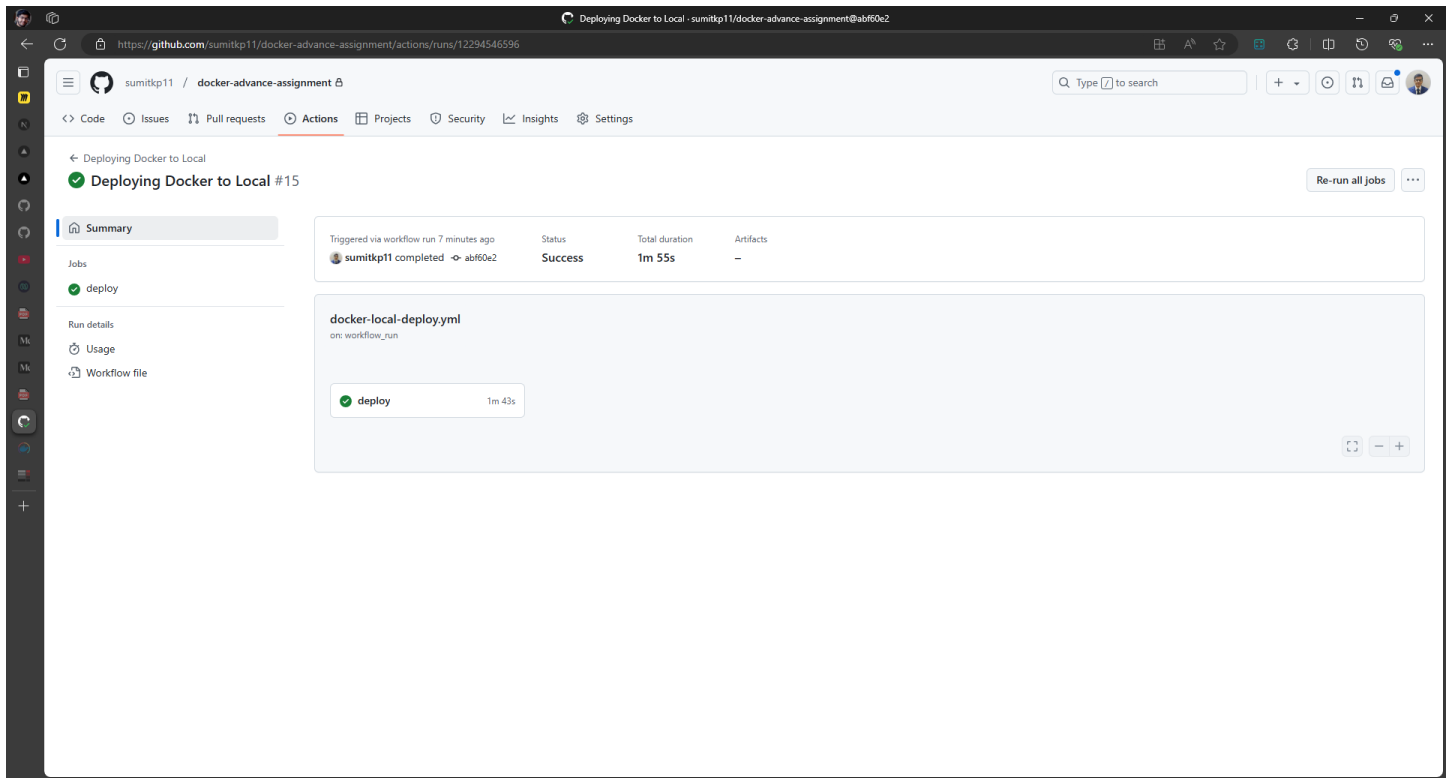 Deploying Docker to Local · sumitkp11/docker-advance-assignment@abf60e2
https://github.com/sumitkp11/docker-advance-assignment/actions/runs/12294546596
sumitkp11 / docker-advance-assignment
Type / to search
Code Issues Pull requests Actions Projects Security Insights Settings
← Deploying Docker to Local
Deploying Docker to Local #15
Re-run all jobs
Summary
Jobs
deploy
Run details
Usage
Workflow file
Triggered via workflow run 7 minutes ago
sumitkp11 completed abf60e2
Status
Success
Total duration
1m 55s
Artifacts
–
docker-local-deploy.yml
on: workflow_run
deploy 1m 43s